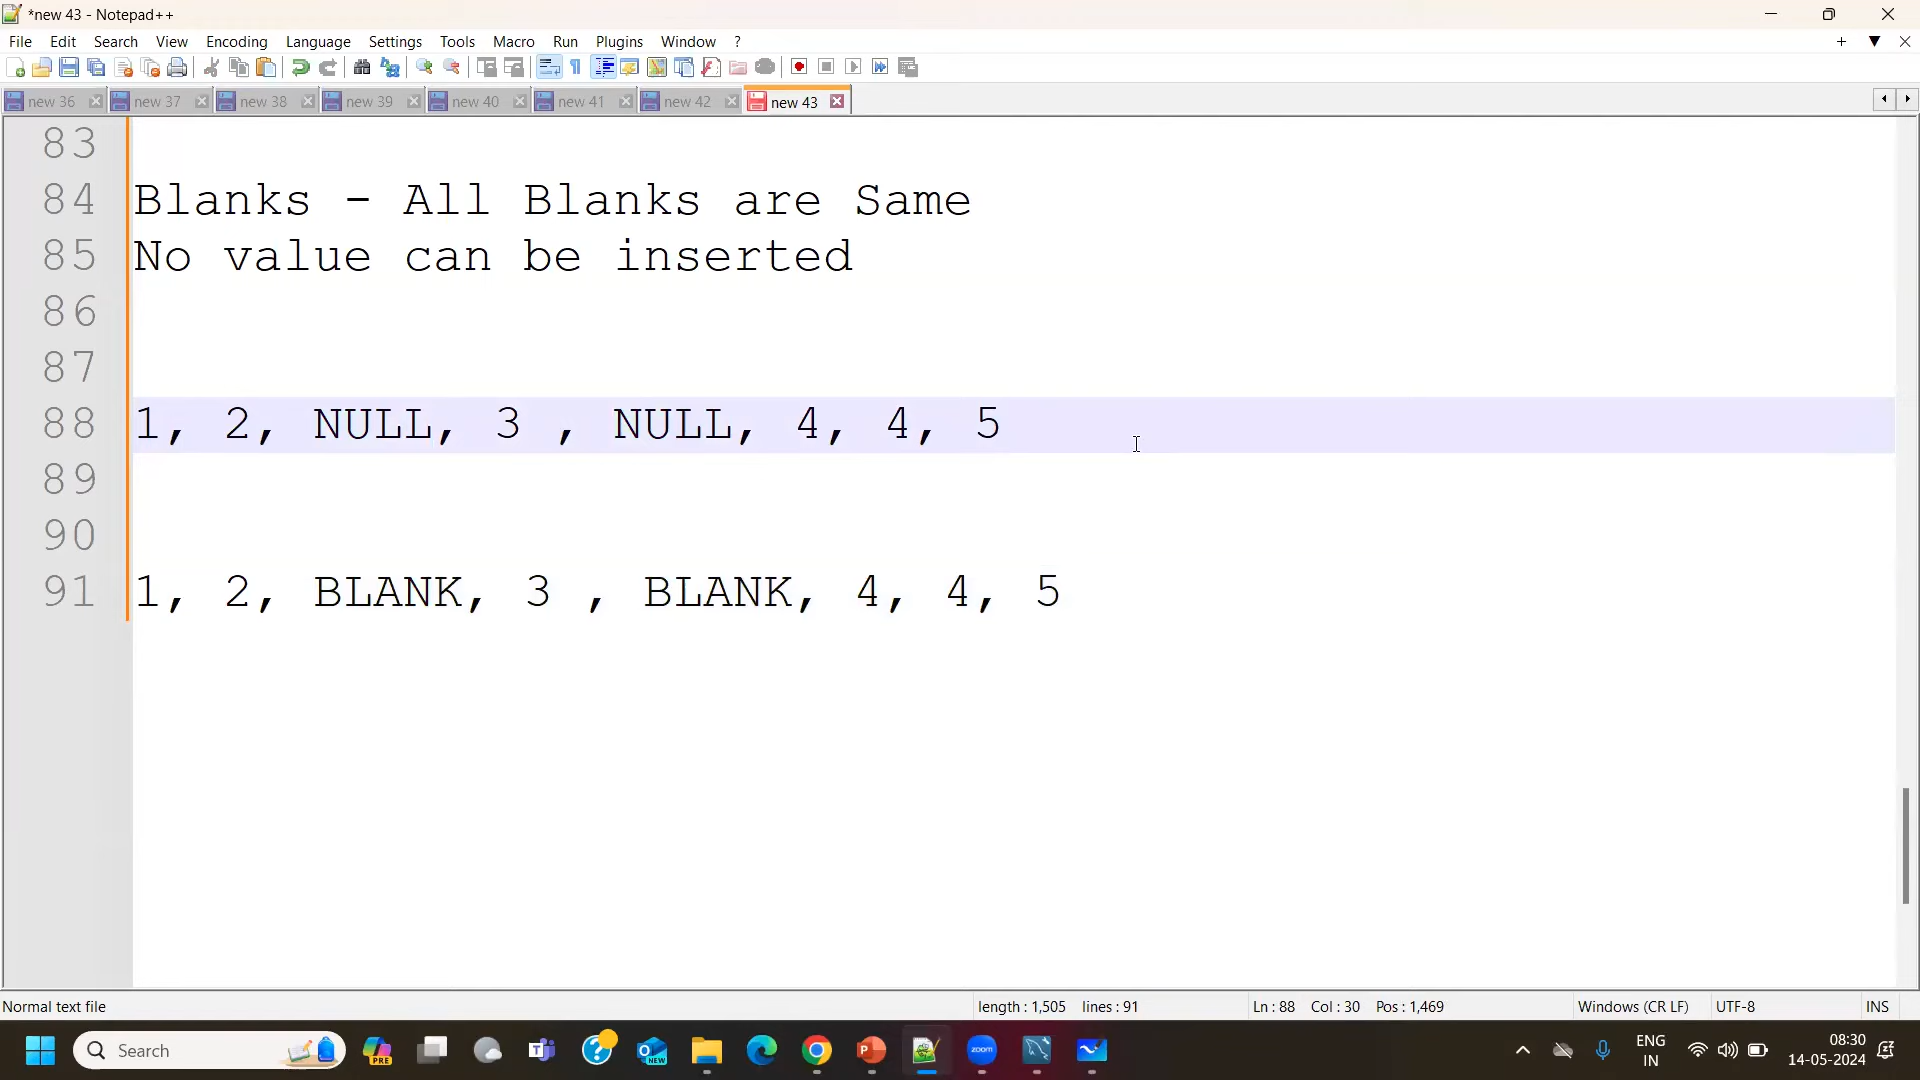 *new 43 - Notepad++
File Edit Search View Encoding Language Settings Tools Macro Run Plugins Window ?
new 36 new 37 new 38 new 39 new 40 new 41 new 42 new 43
83
84 Blanks - All Blanks are Same
85 No value can be inserted
86
87
88 1, 2, NULL, 3 , NULL, 4, 4, 5
89
90
91 1, 2, BLANK, 3 , BLANK, 4, 4, 5
Normal text file length : 1,505 lines : 91 Ln : 88 Col : 30 Pos : 1,469 Windows (CR LF) UTF-8 INS
Search PRE NEW zoom ENG 08:30
IN 14-05-2024